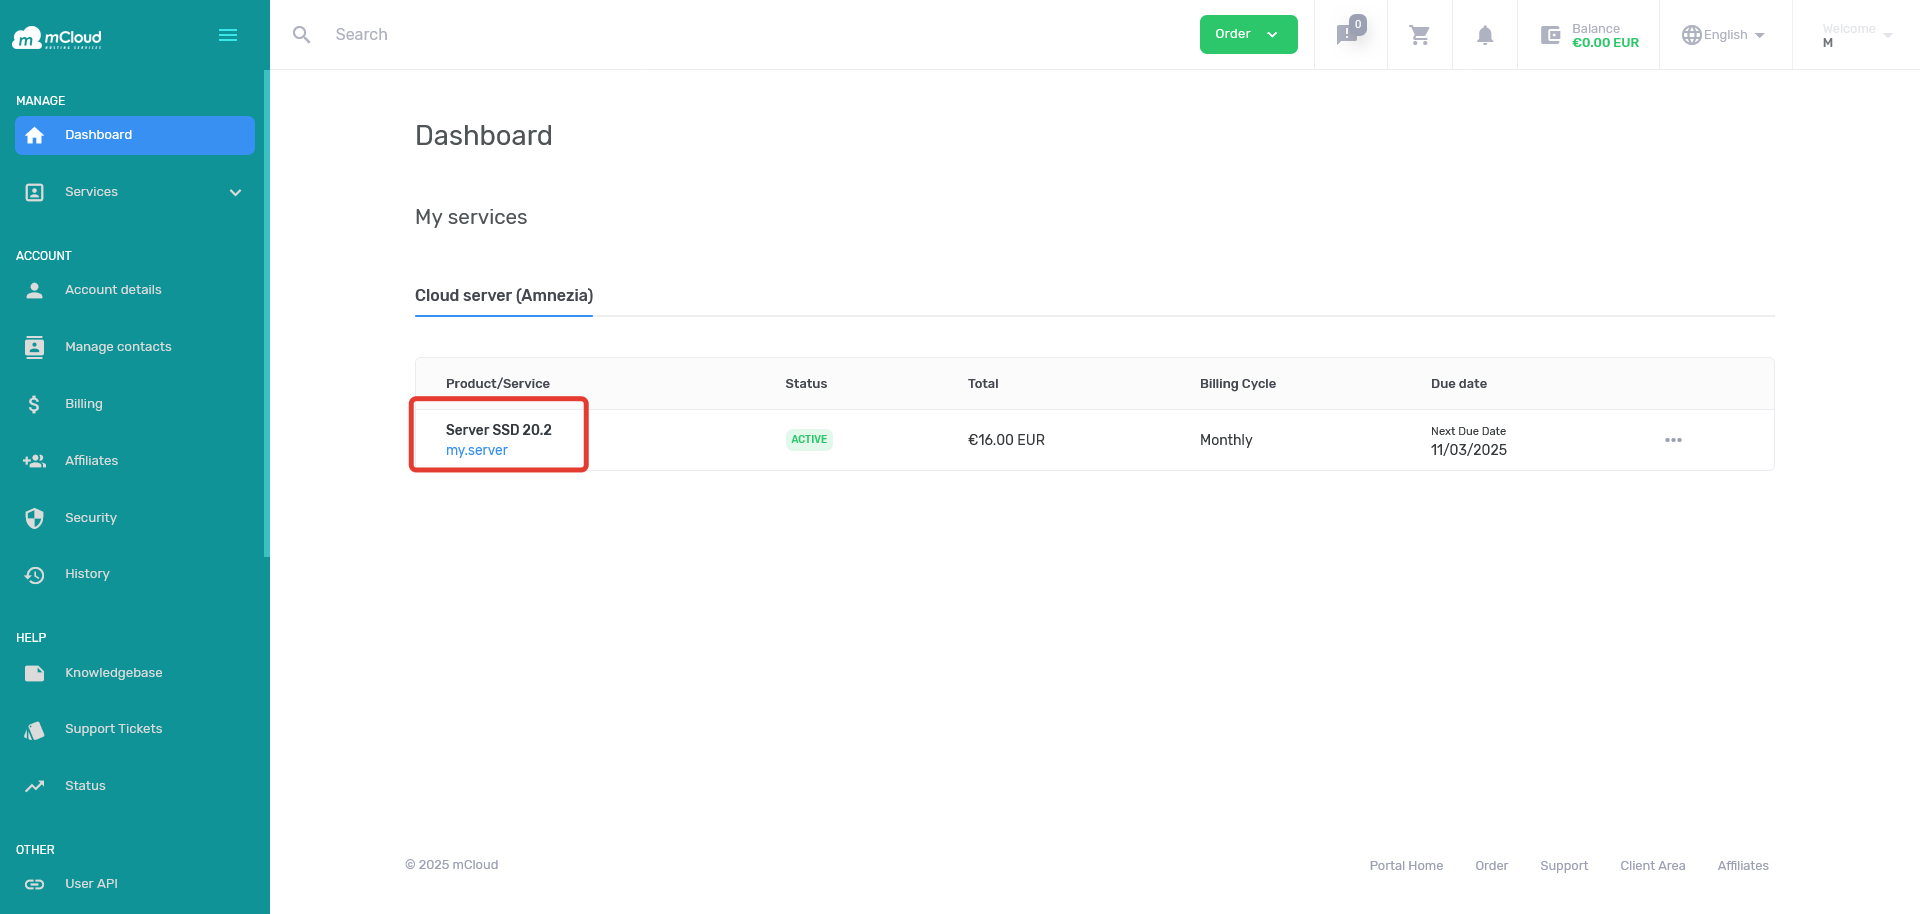 m mCloud
HOSTING SERVICES
MANAGE
Dashboard
Services
ACCOUNT
Account details
Manage contacts
Billing
Affiliates
Security
History
HELP
Knowledgebase
Support Tickets
Status
OTHER
User API
Search
Order
0
Balance
€0.00 EUR
English
Welcome
M
Dashboard
My services
Cloud server (Amnezia)
Product/Service Status Total Billing Cycle Due date
Server SSD 20.2
my.server
ACTIVE
€16.00 EUR
Monthly
Next Due Date
11/03/2025
© 2025 mCloud
Portal Home Order Support Client Area Affiliates